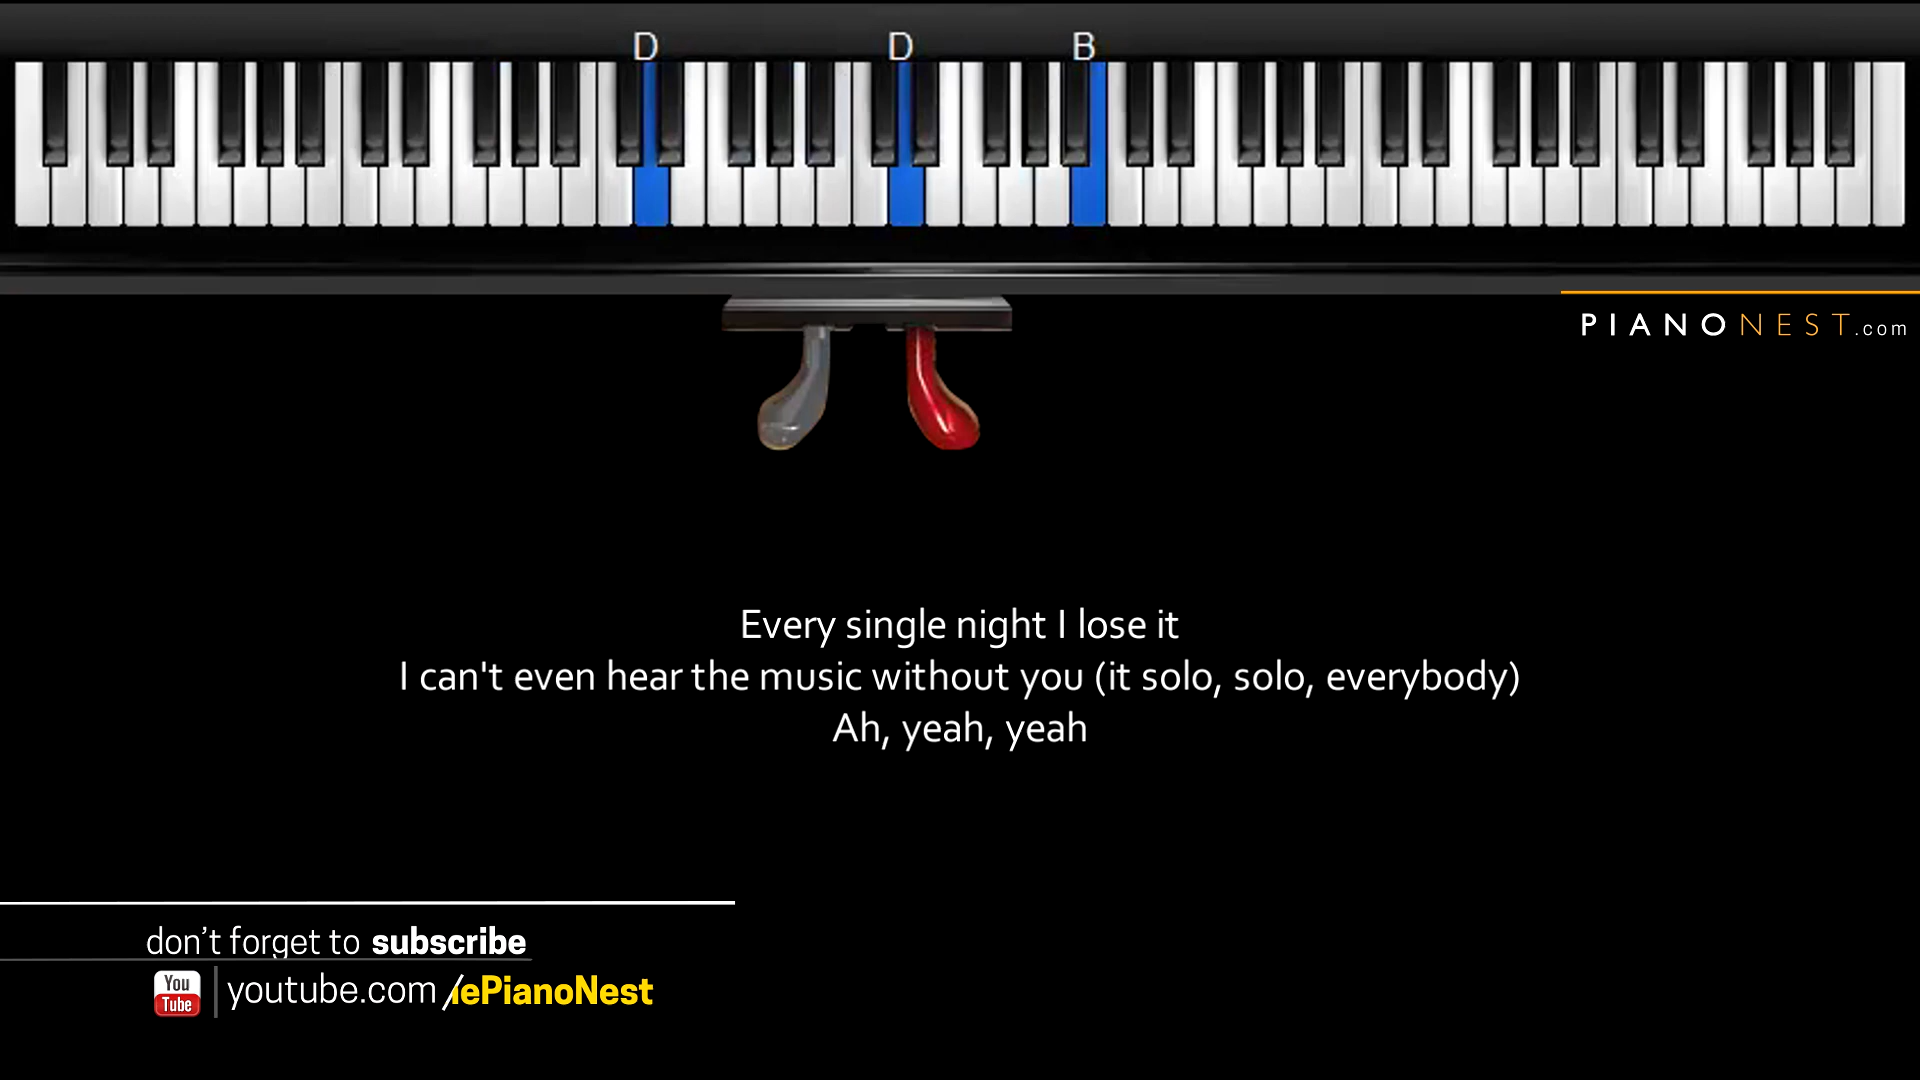 D D B
PIANONEST.com
Every single night I lose it
I can't even hear the music without you (it solo, solo, everybody)
Ah, yeah, yeah
don't forget to subscribe
You Tube youtube.com/lePianoNest